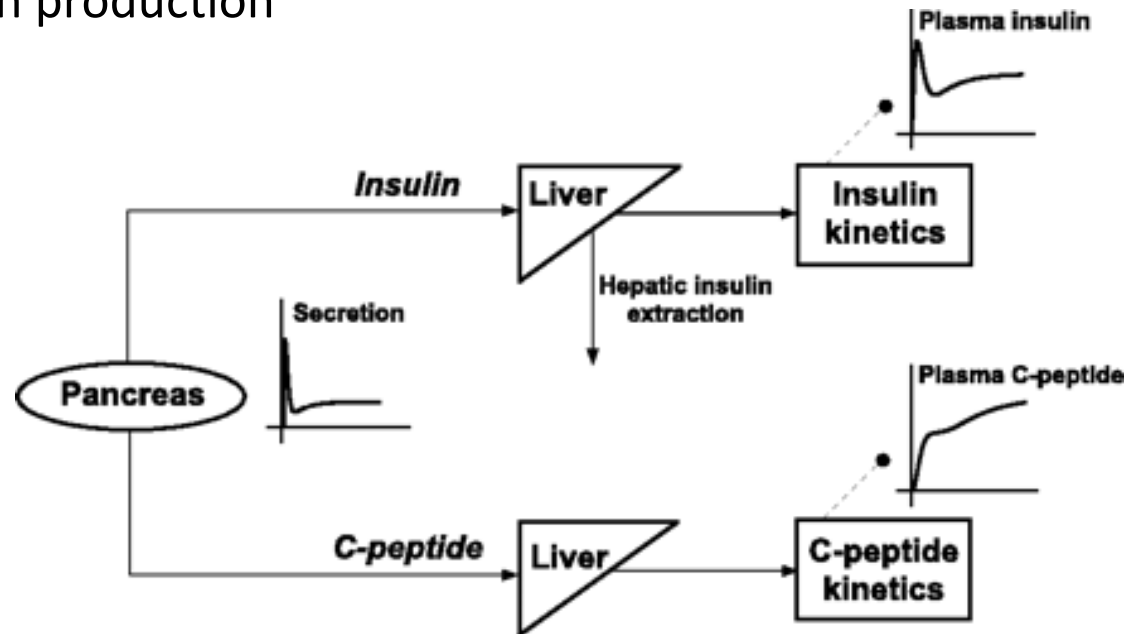 production
Plasma insulin
Insulin
Liver
Insulin
kinetics
Hepatic insulin
extraction
Secretion
Pancreas
Plasma C-peptide
C-peptide
Liver
C-peptide
kinetics